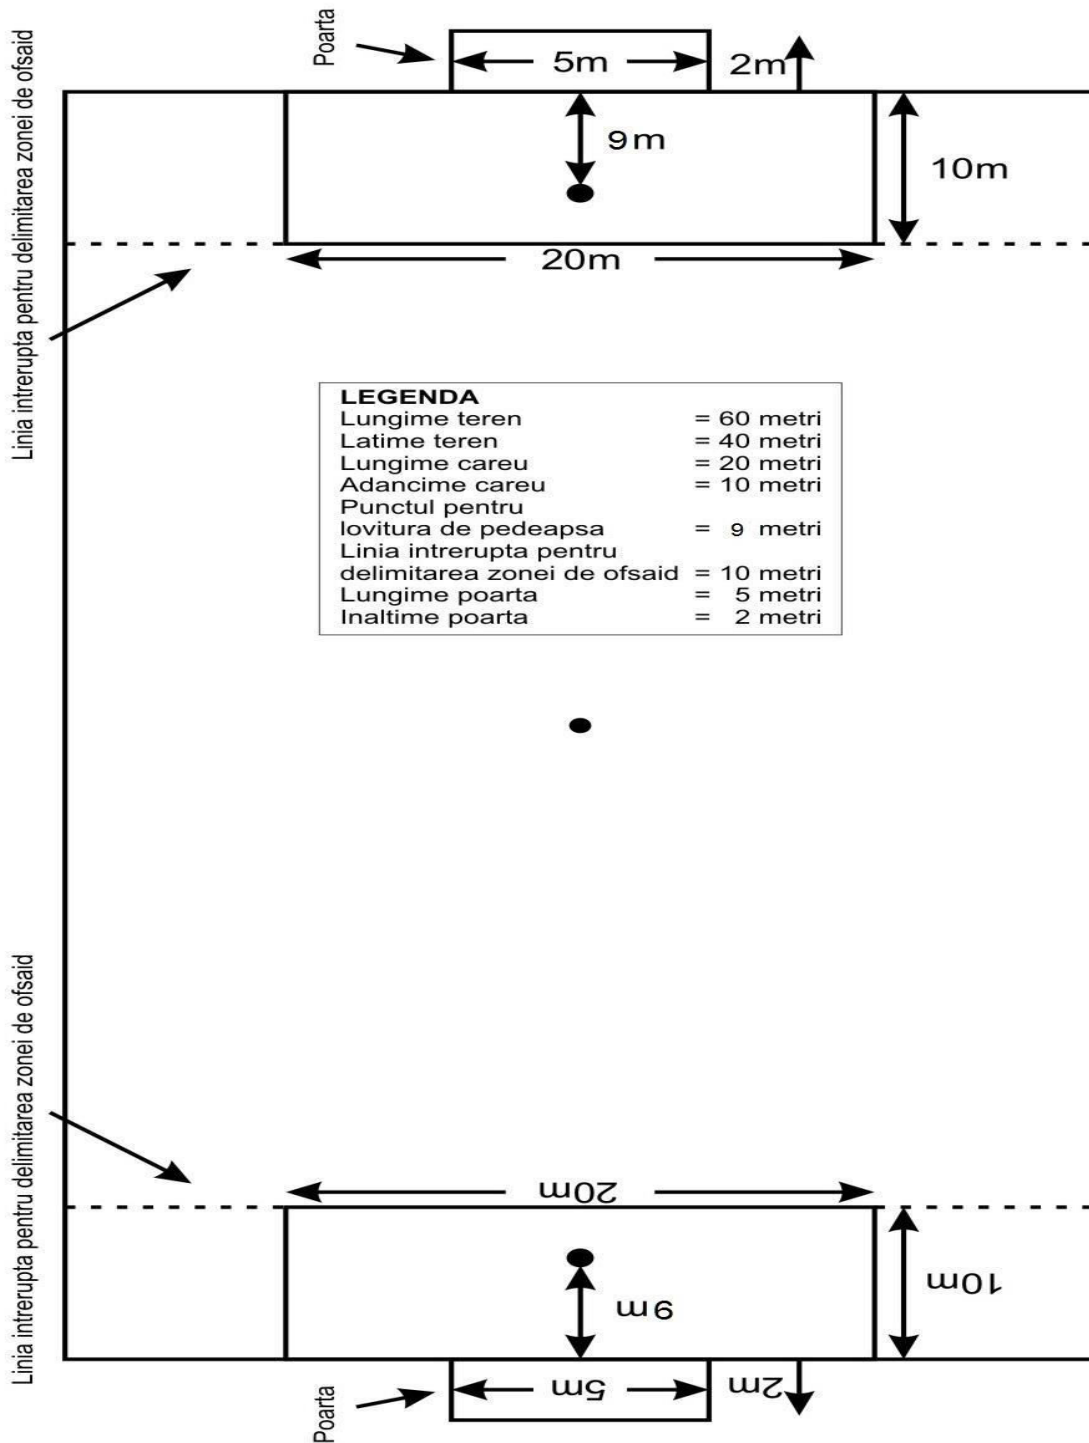 Linia intrerupta pentru delimitarea zonei de ofsaid
Poarta
5m
2m
9m
10m
20m
LEGENDA
Lungime teren = 60 metri
Latime teren = 40 metri
Lungime careu = 20 metri
Adancime careu = 10 metri
Punctul pentru
lovitura de pedeapsa = 9 metri
Linia intrerupta pentru
delimitarea zonei de ofsaid = 10 metri
Lungime poarta = 5 metri
Inaltime poarta = 2 metri
Linia intrerupta pentru delimitarea zonei de ofsaid
20m
10m
9m
5m
2m
Poarta